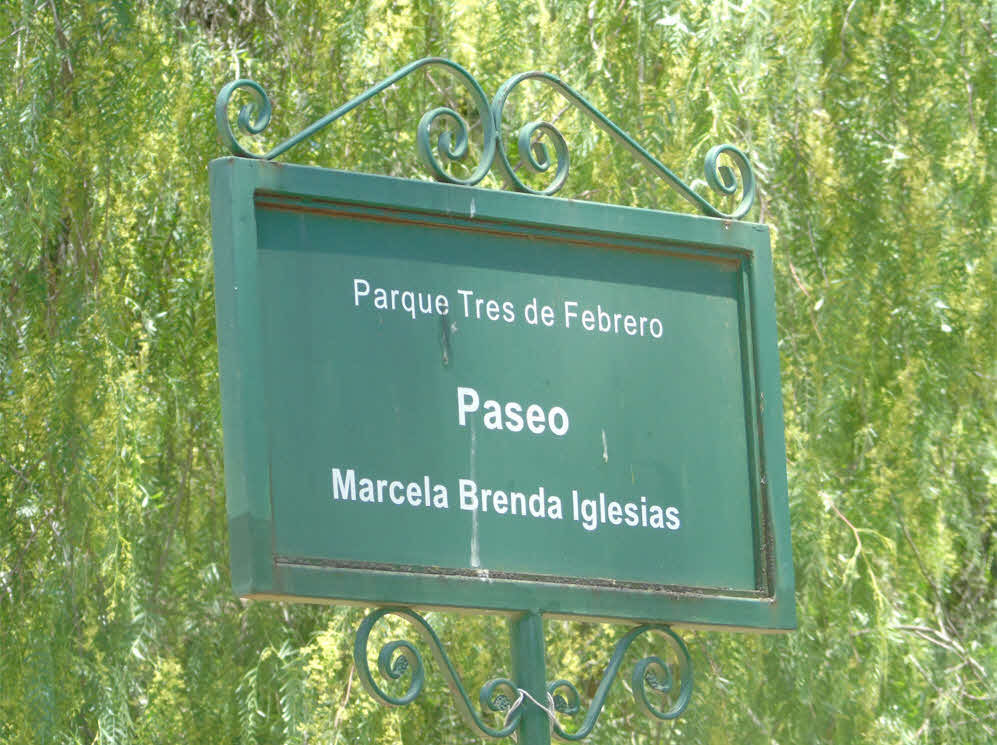 Parque Tres de Febrero
Paseo
Marcela Brenda Iglesias